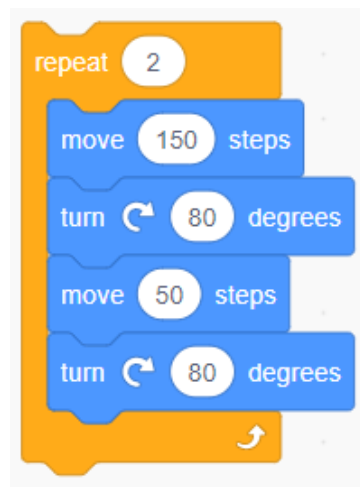 repeat 2
move 150 steps
turn 80 degrees
move 50 steps
turn 80 degrees